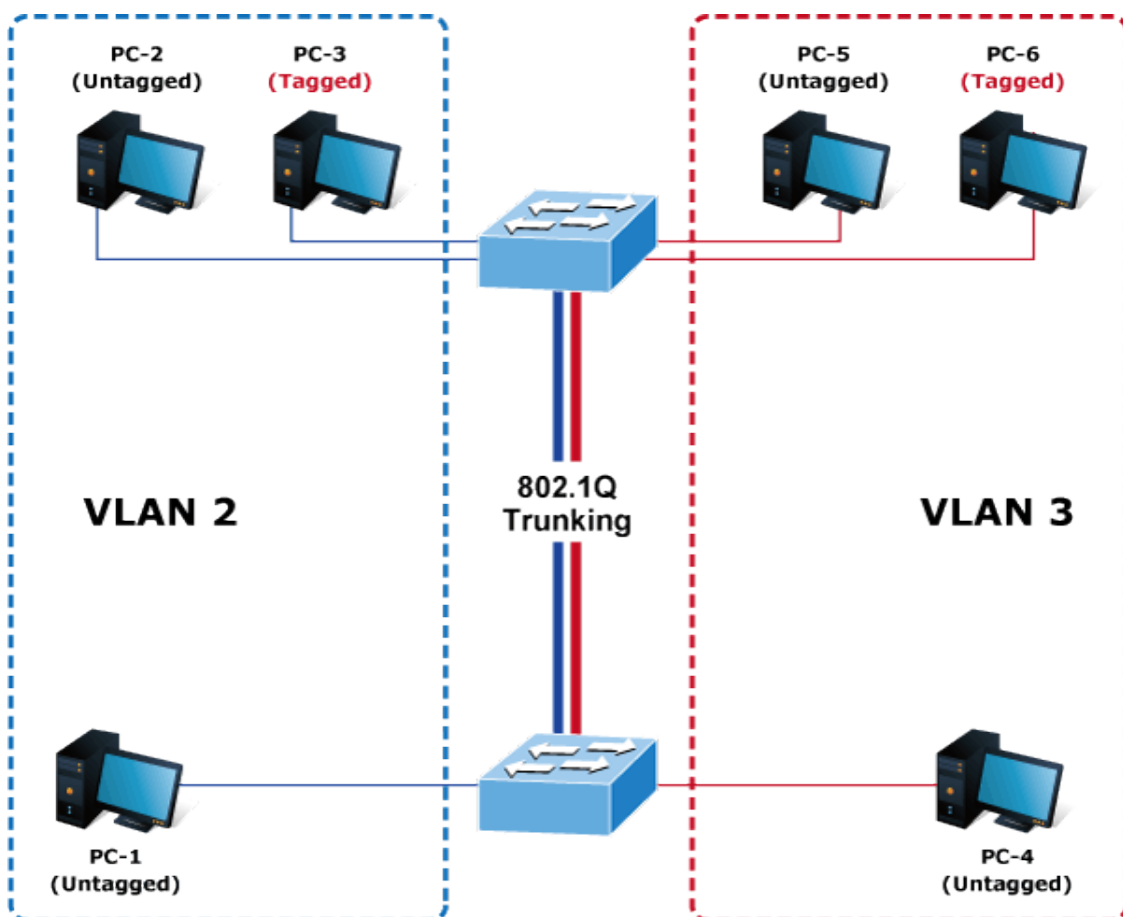 PC-2
(Untagged)
PC-3
(Tagged)
PC-5
(Untagged)
PC-6
(Tagged)
802.1Q
Trunking
VLAN 2
VLAN 3
PC-1
(Untagged)
PC-4
(Untagged)